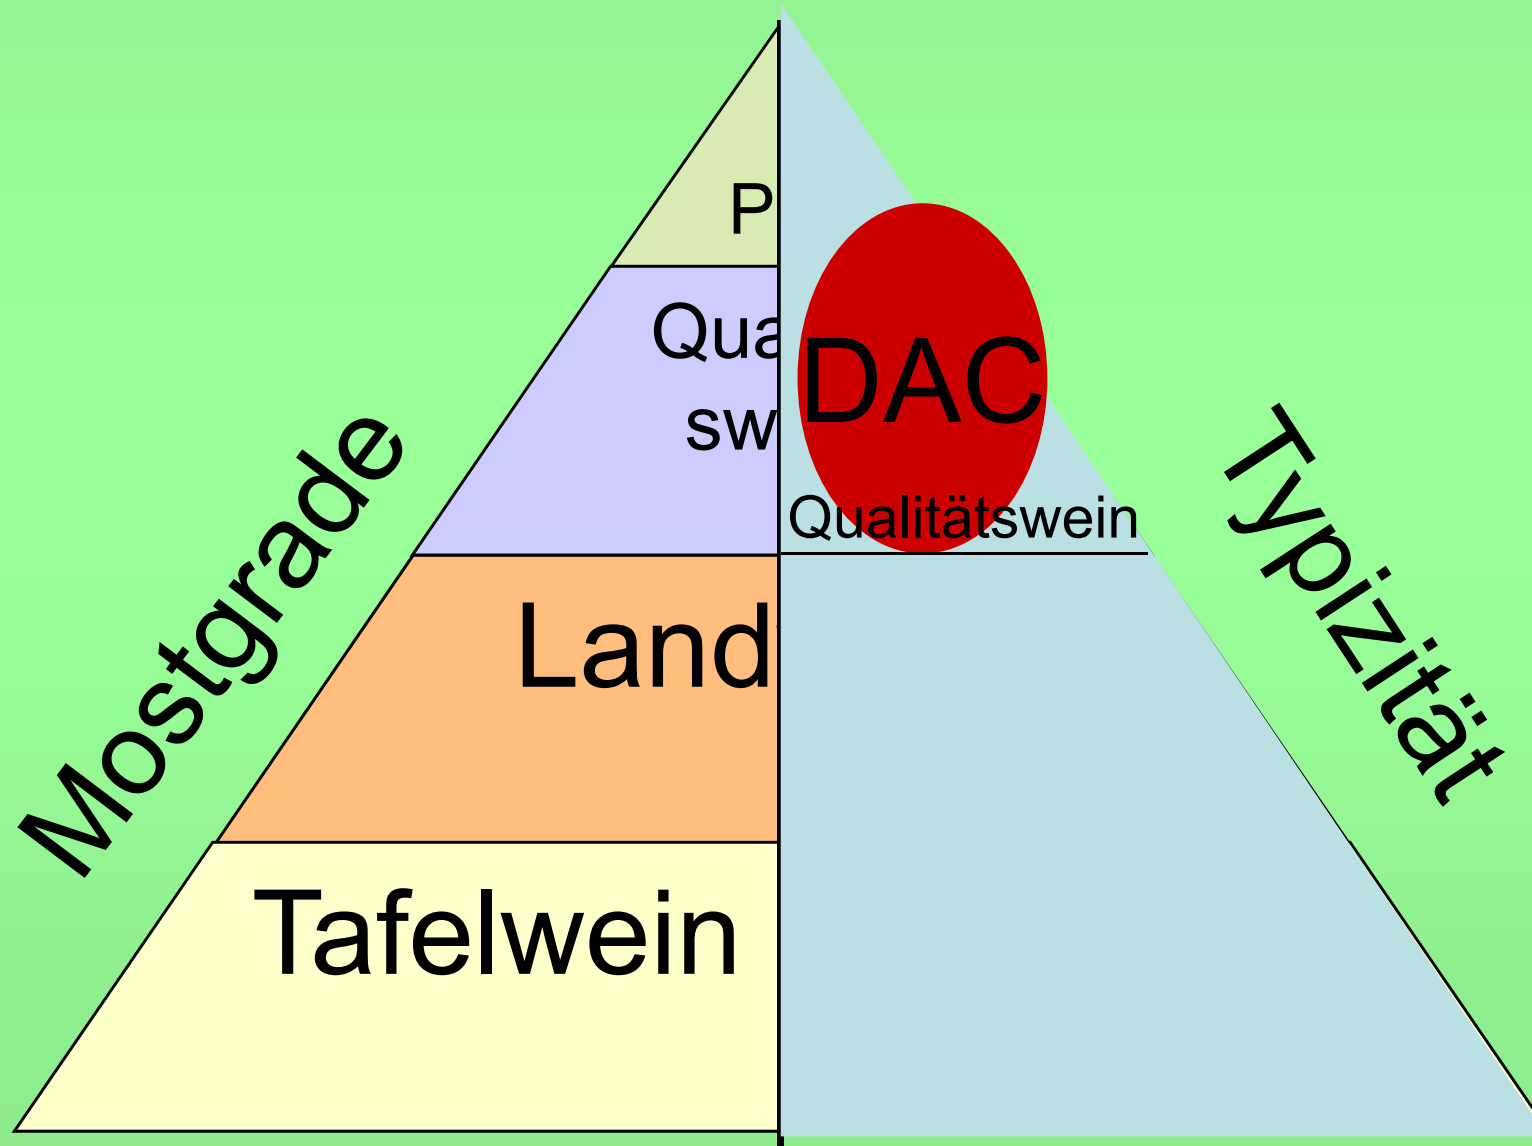 P
Qua
sw
DAC
Qualitätswein
Mostgrade
Typizität
Land
Tafelwein